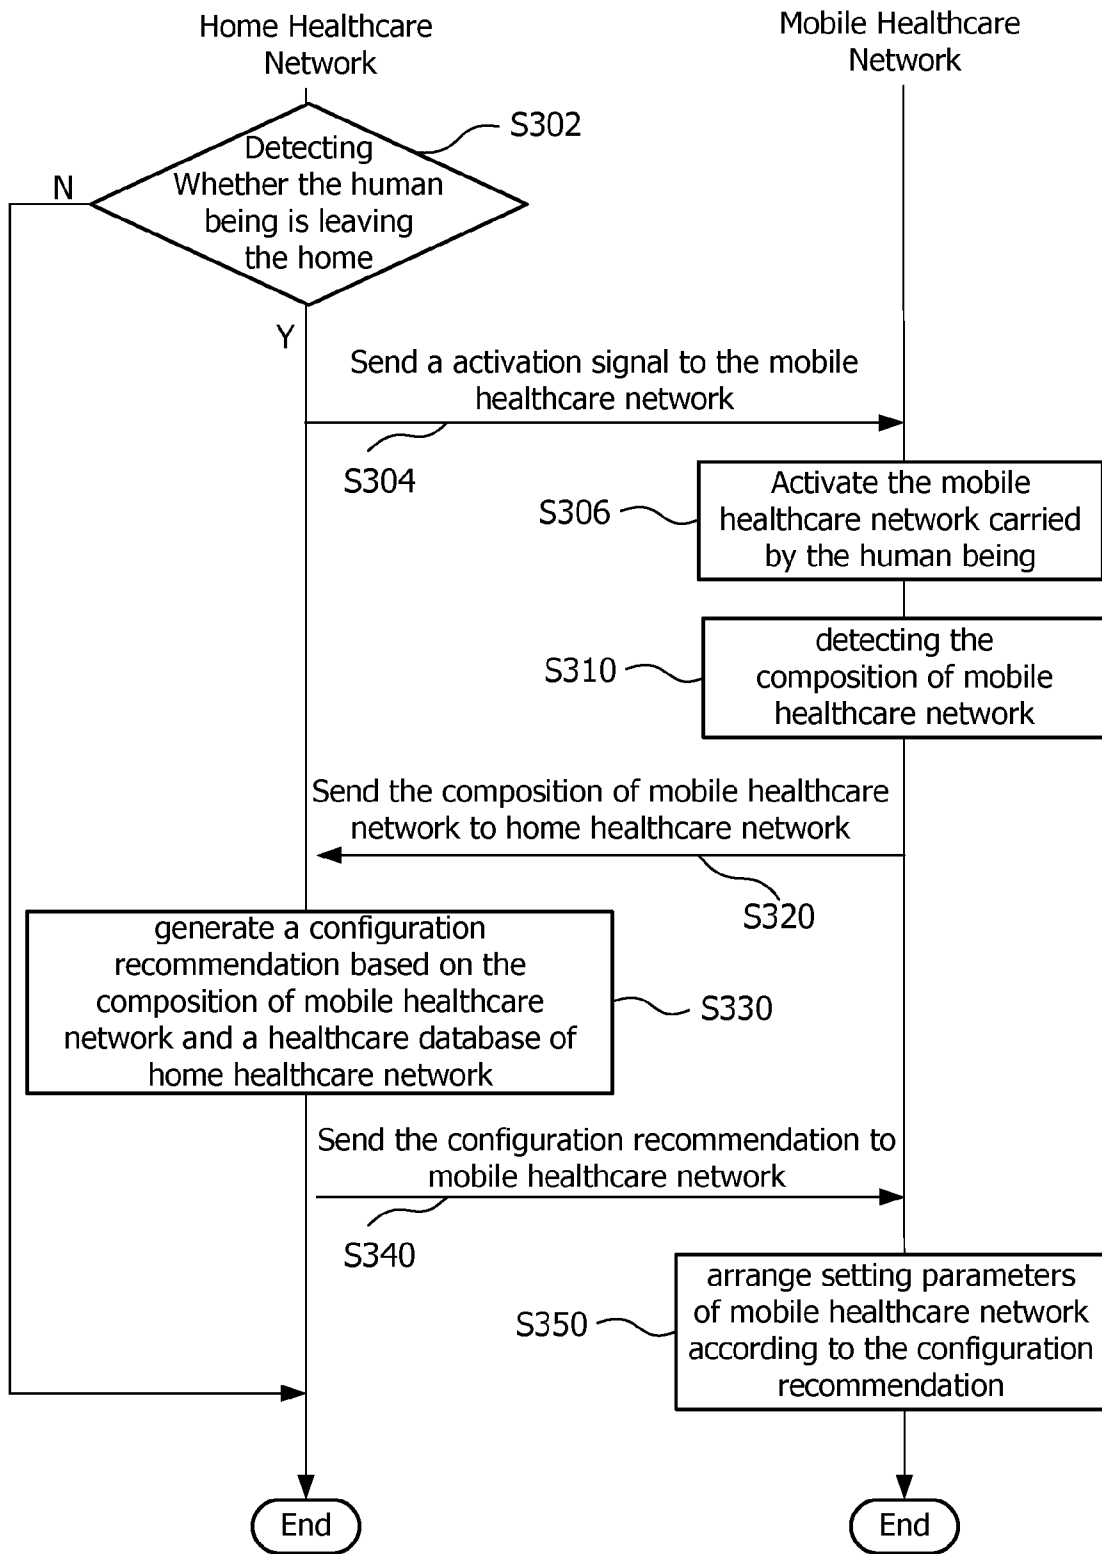 Home Healthcare
Network
Mobile Healthcare
Network
S302
Detecting
Whether the human
being is leaving
the home
N
Y
Send a activation signal to the mobile
healthcare network
S304
Activate the mobile
healthcare network carried
by the human being
S306
detecting the
composition of mobile
healthcare network
S310
Send the composition of mobile healthcare
network to home healthcare network
S320
generate a configuration
recommendation based on the
composition of mobile healthcare
network and a healthcare database of
home healthcare network
S330
Send the configuration recommendation to
mobile healthcare network
S340
arrange setting parameters
of mobile healthcare network
according to the configuration
recommendation
S350
End
End